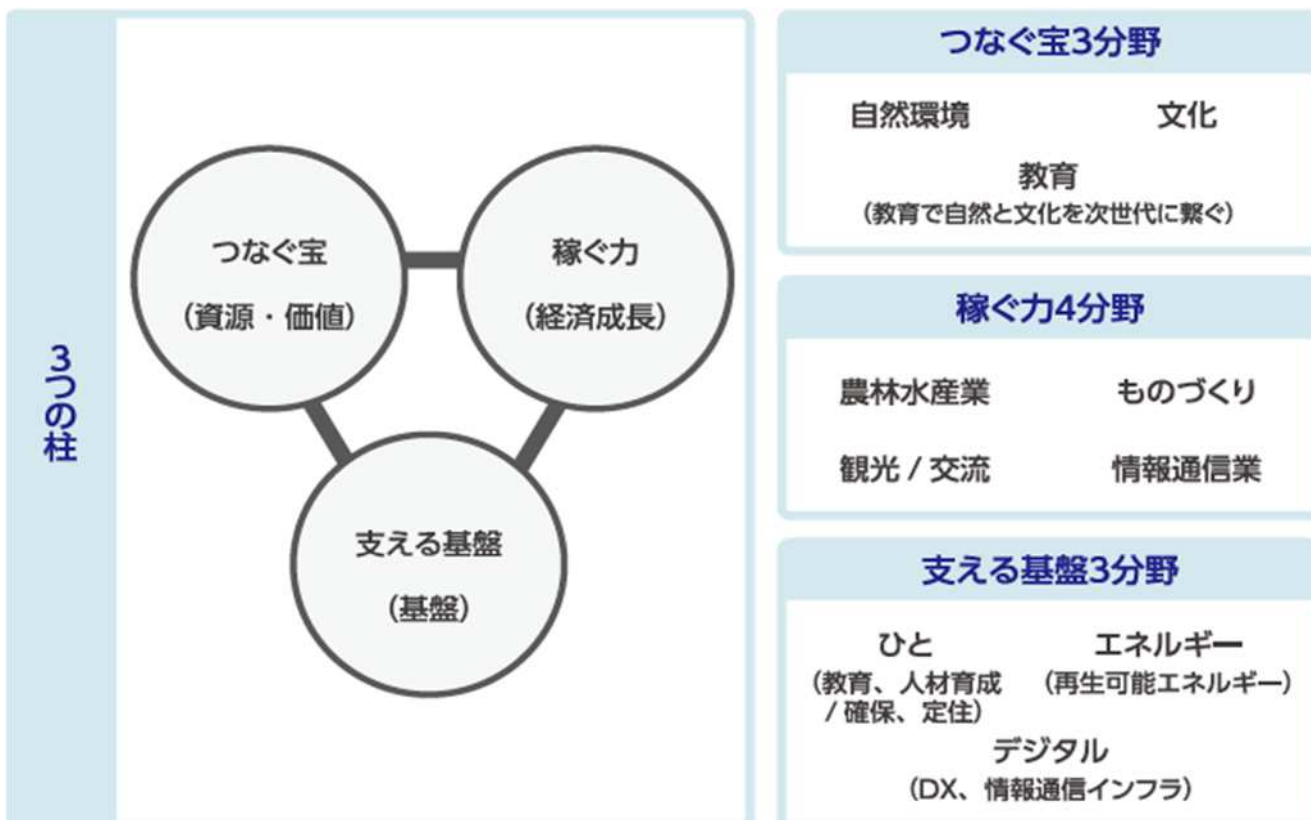 3つの柱
つなぐ宝
(資源・価値)
稼ぐ力
(経済成長)
支える基盤
(基盤)
つなぐ宝3分野
自然環境
文化
教育
(教育で自然と文化を次世代に繋ぐ)
稼ぐ力4分野
農林水産業
ものづくり
観光 / 交流
情報通信業
支える基盤3分野
ひと
(教育、人材育成
/ 確保、定住)
エネルギー
(再生可能エネルギー)
デジタル
(DX、情報通信インフラ)